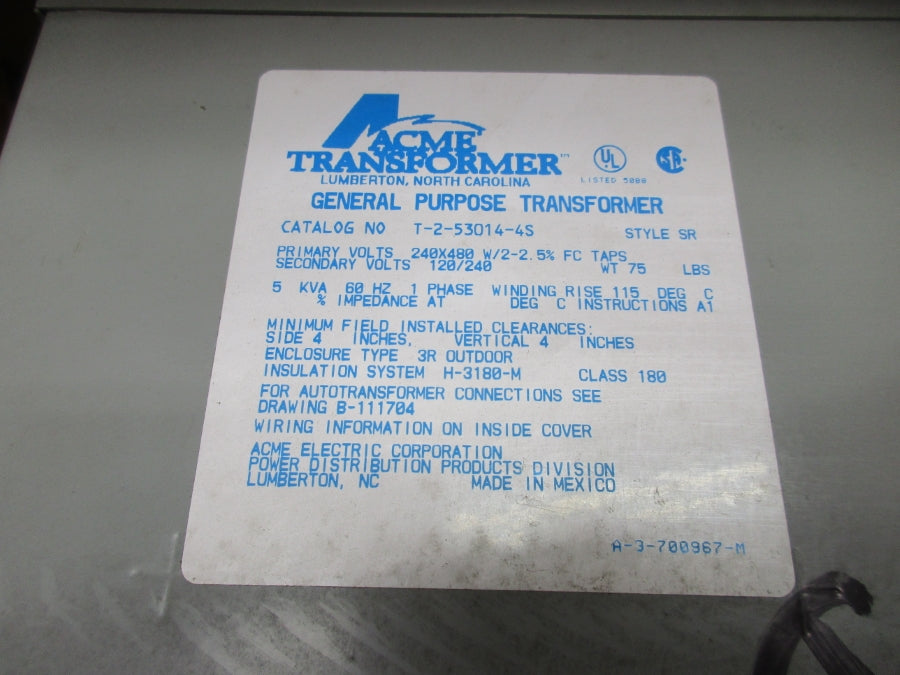 ACME
TRANSFORMER™
LUMBERTON, NORTH CAROLINA
UL
LISTED 508B
SA
GENERAL PURPOSE TRANSFORMER
CATALOG NO T-2-53014-4S STYLE SR
PRIMARY VOLTS 240X480 W/2-2.5% FC TAPS
SECONDARY VOLTS 120/240 WT 75 LBS
5 KVA 60 HZ 1 PHASE WINDING RISE 115 DEG C
% IMPEDANCE AT DEG C INSTRUCTIONS A1
MINIMUM FIELD INSTALLED CLEARANCES:
SIDE 4 INCHES, VERTICAL 4 INCHES
ENCLOSURE TYPE 3R OUTDOOR
INSULATION SYSTEM H-3180-M CLASS 180
FOR AUTOTRANSFORMER CONNECTIONS SEE
DRAWING B-111704
WIRING INFORMATION ON INSIDE COVER
ACME ELECTRIC CORPORATION
POWER DISTRIBUTION PRODUCTS DIVISION
LUMBERTON, NC MADE IN MEXICO
A-3-700967-M